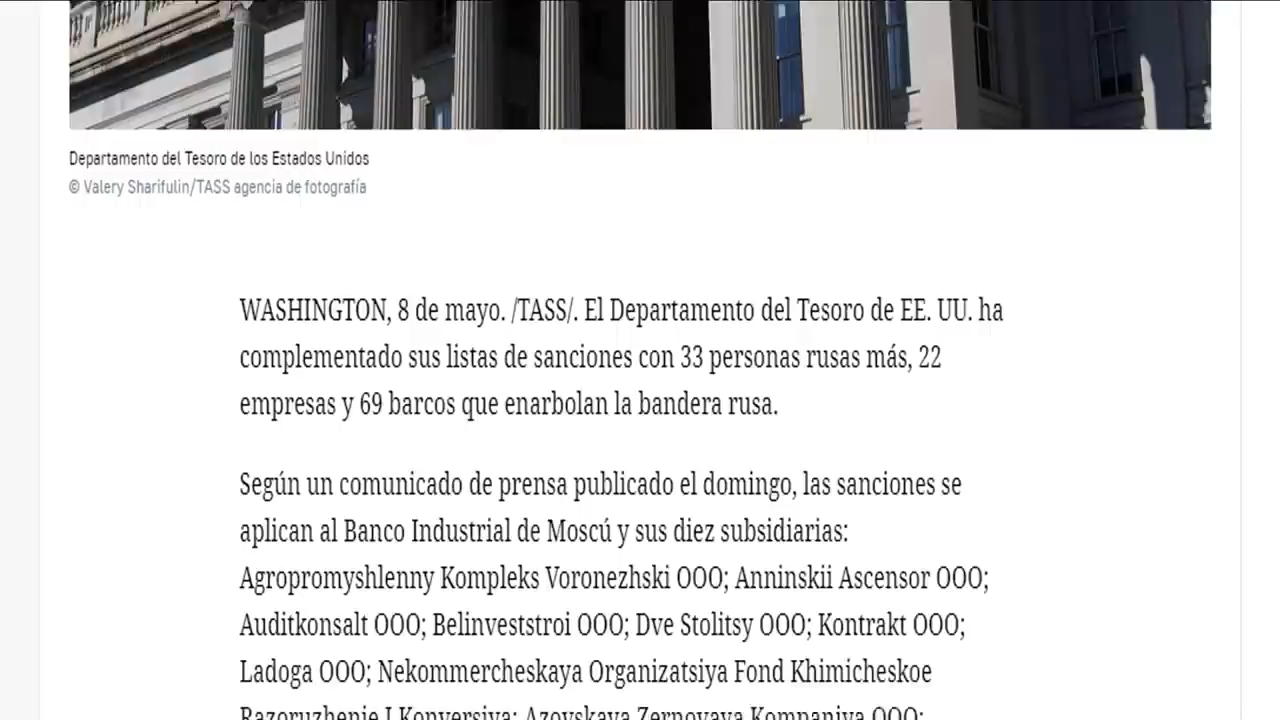 Departamento del Tesoro de los Estados Unidos
© Valery Sharifulin/TASS agencia de fotografía
WASHINGTON, 8 de mayo. /TASS/. El Departamento del Tesoro de EE. UU. ha
complementado sus listas de sanciones con 33 personas rusas más, 22
empresas y 69 barcos que enarbolan la bandera rusa.
Según un comunicado de prensa publicado el domingo, las sanciones se
aplican al Banco Industrial de Moscú y sus diez subsidiarias:
Agropromyshlenny Kompleks Voronezhski OOO; Anninskii Ascensor OOO;
Auditkonsalt OOO; Belinveststroi OOO; Dve Stolitsy OOO; Kontrakt OOO;
Ladoga OOO; Nekommercheskaya Organizatsiya Fond Khimicheskoe
Razoruzhenie I Konversiya; Azovskaya Zernovaya Kompaniya OOO;